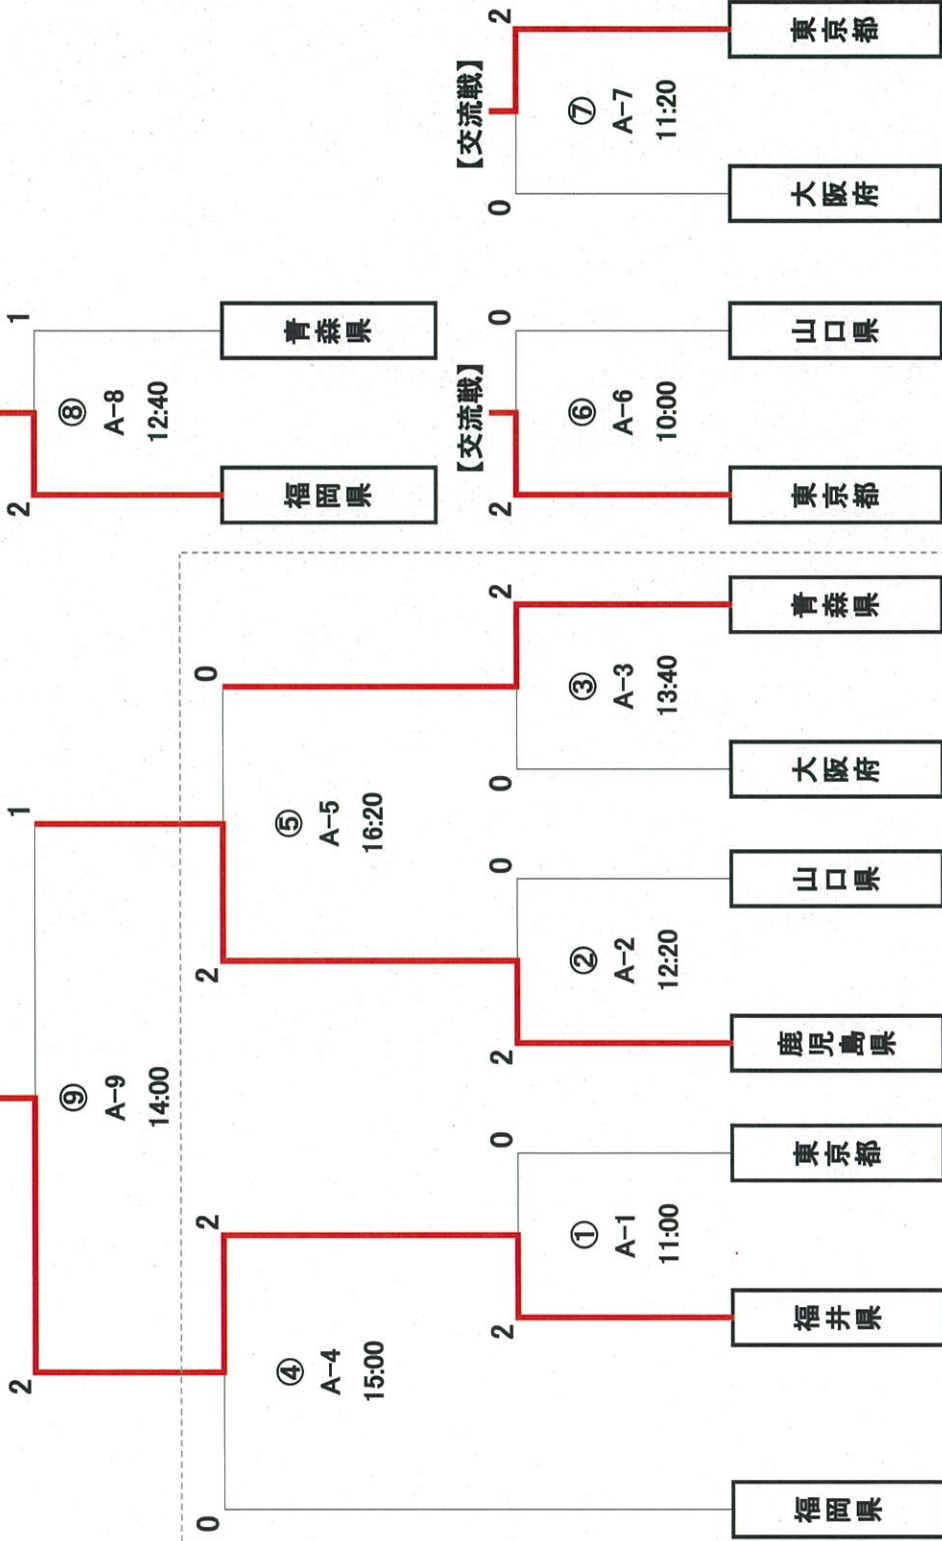 2
1
⑨
A-9
14:00
2
1
⑧
A-8
12:40
福岡県
青森県
0
2
④
A-4
15:00
2
0
⑤
A-5
16:20
2
0
①
A-1
11:00
2
0
②
A-2
12:20
0
2
③
A-3
13:40
【交流戦】
2
0
⑥
A-6
10:00
【交流戦】
0
2
⑦
A-7
11:20
福岡県
福井県
東京都
鹿児島県
山口県
大阪府
青森県
東京都
山口県
大阪府
東京都